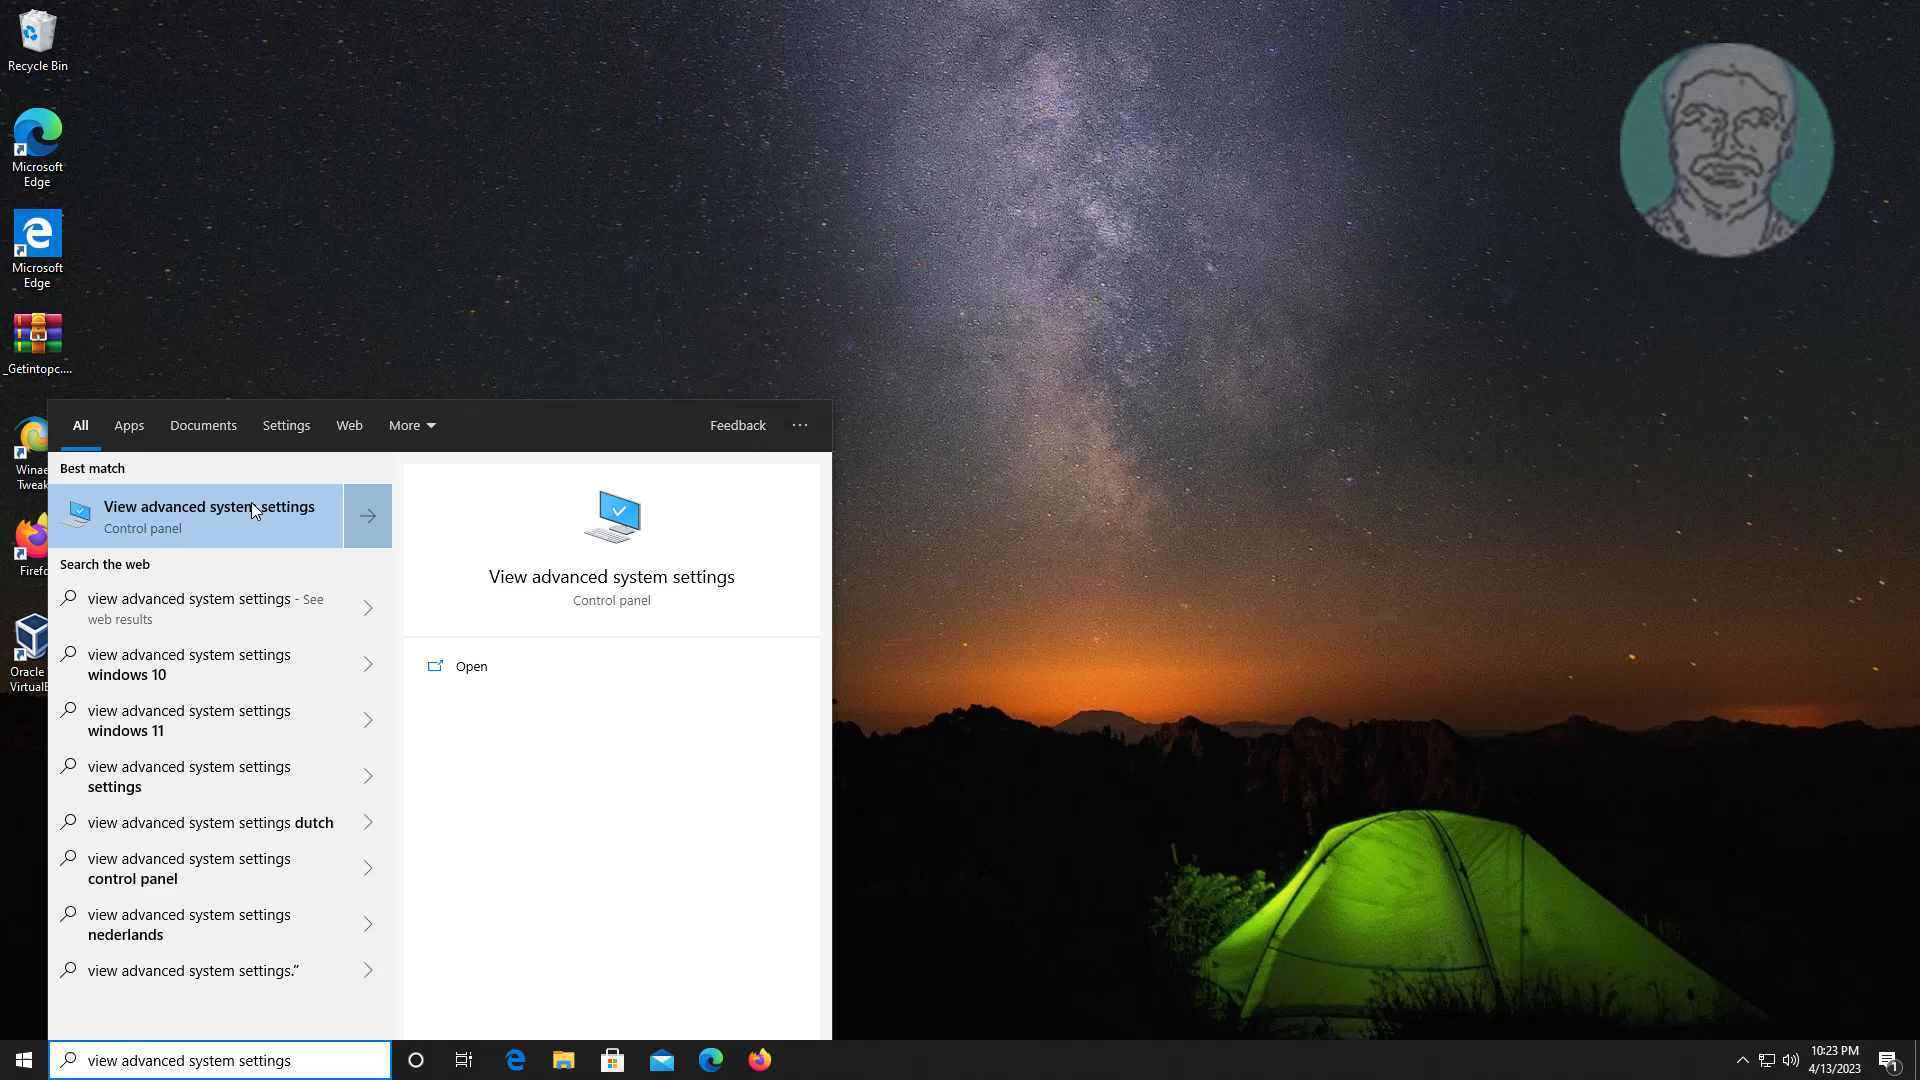 Recycle Bin
Microsoft
Edge
Microsoft
Edge
_Getintopc....
Winae
Tweak
Firefo
Oracle
VirtualB
All
Apps
Documents
Settings
Web
More
Feedback
...
Best match
View advanced system settings
Control panel
Search the web
view advanced system settings - See
web results
view advanced system settings
windows 10
view advanced system settings
windows 11
view advanced system settings
settings
view advanced system settings dutch
view advanced system settings
control panel
view advanced system settings
nederlands
view advanced system settings.”
View advanced system settings
Control panel
Open
view advanced system settings
10:23 PM
4/13/2023
1